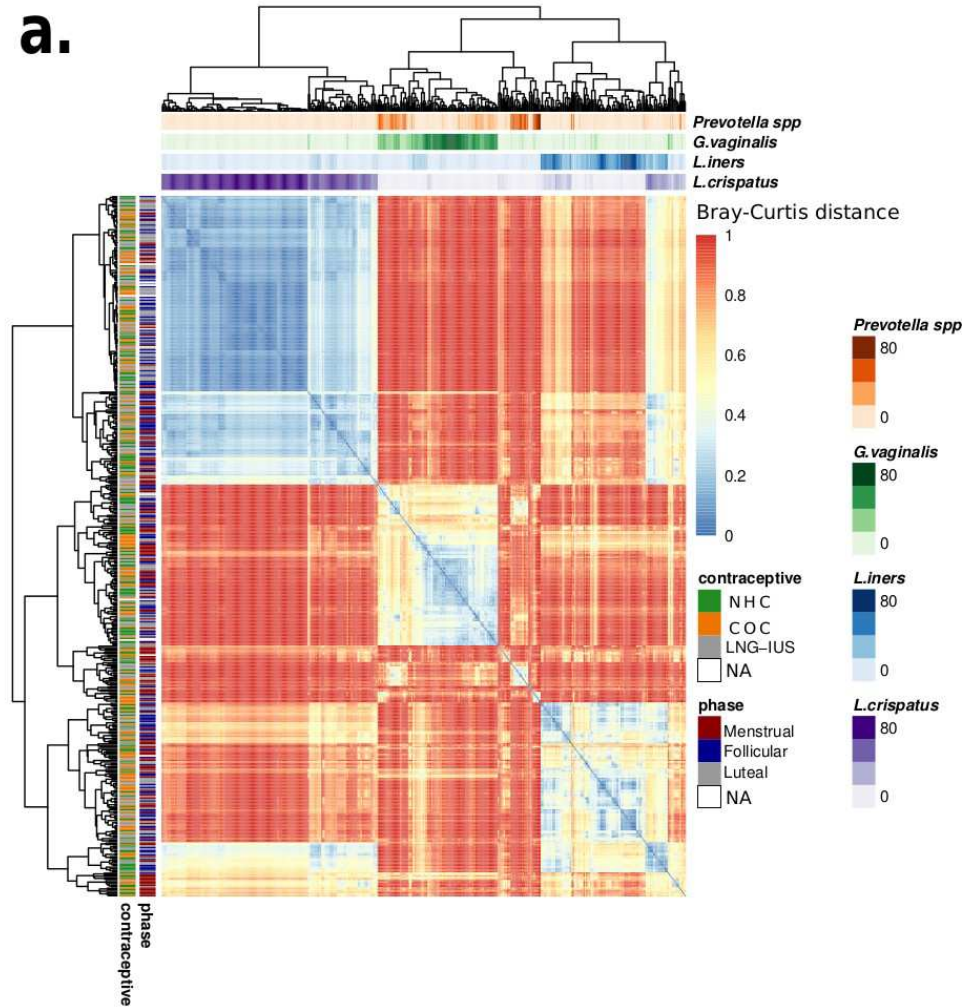 a.
Prevotella spp
G.vaginalis
L.iners
L.crispatus
Bray-Curtis distance
1
0.8
0.6
0.4
0.2
0
Prevotella spp
80
0
G.vaginalis
80
0
contraceptive
NHC
COC
LNG-IUS
NA
L.iners
80
0
phase
Menstrual
Follicular
Luteal
NA
L.crispatus
80
0
contraceptive
phase